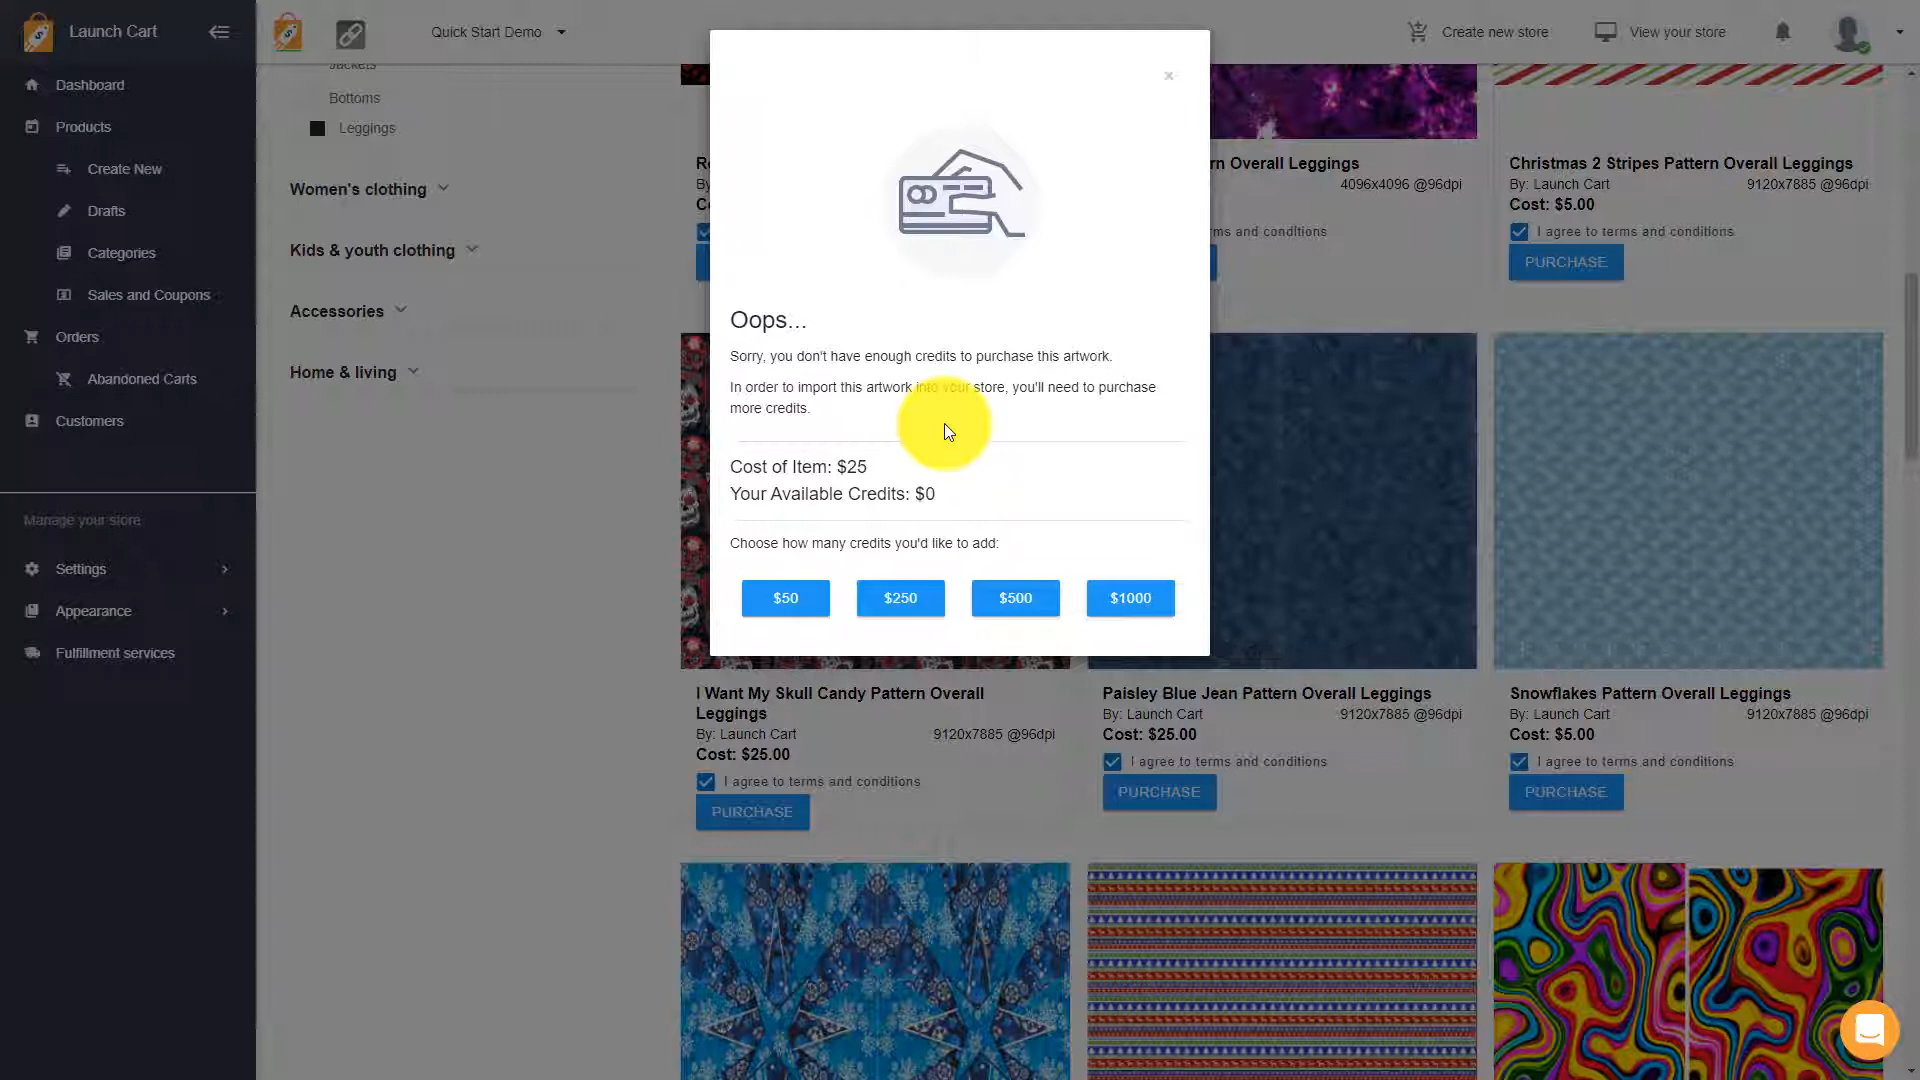 Launch Cart
Quick Start Demo
Create new store
View your store
Dashboard
Products
Create New
Drafts
Categories
Sales and Coupons
Orders
Abandoned Carts
Customers
Manage your store
Settings
Appearance
Fulfillment services
Jackets
Bottoms
Leggings
Women's clothing
Kids & youth clothing
Accessories
Home & living
Oops...
Sorry, you don't have enough credits to purchase this artwork.
In order to import this artwork into your store, you'll need to purchase
more credits.
Cost of Item: $25
Your Available Credits: $0
Choose how many credits you'd like to add:
$50
$250
$500
$1000
Overall Leggings
4096x4096 @96dpi
and conditions
Christmas 2 Stripes Pattern Overall Leggings
By: Launch Cart
9120x7885 @96dpi
Cost: $5.00
I agree to terms and conditions
PURCHASE
I Want My Skull Candy Pattern Overall
Leggings
By: Launch Cart
9120x7885 @96dpi
Cost: $25.00
I agree to terms and conditions
PURCHASE
Paisley Blue Jean Pattern Overall Leggings
By: Launch Cart
9120x7885 @96dpi
Cost: $25.00
I agree to terms and conditions
PURCHASE
Snowflakes Pattern Overall Leggings
By: Launch Cart
9120x7885 @96dpi
Cost: $5.00
I agree to terms and conditions
PURCHASE